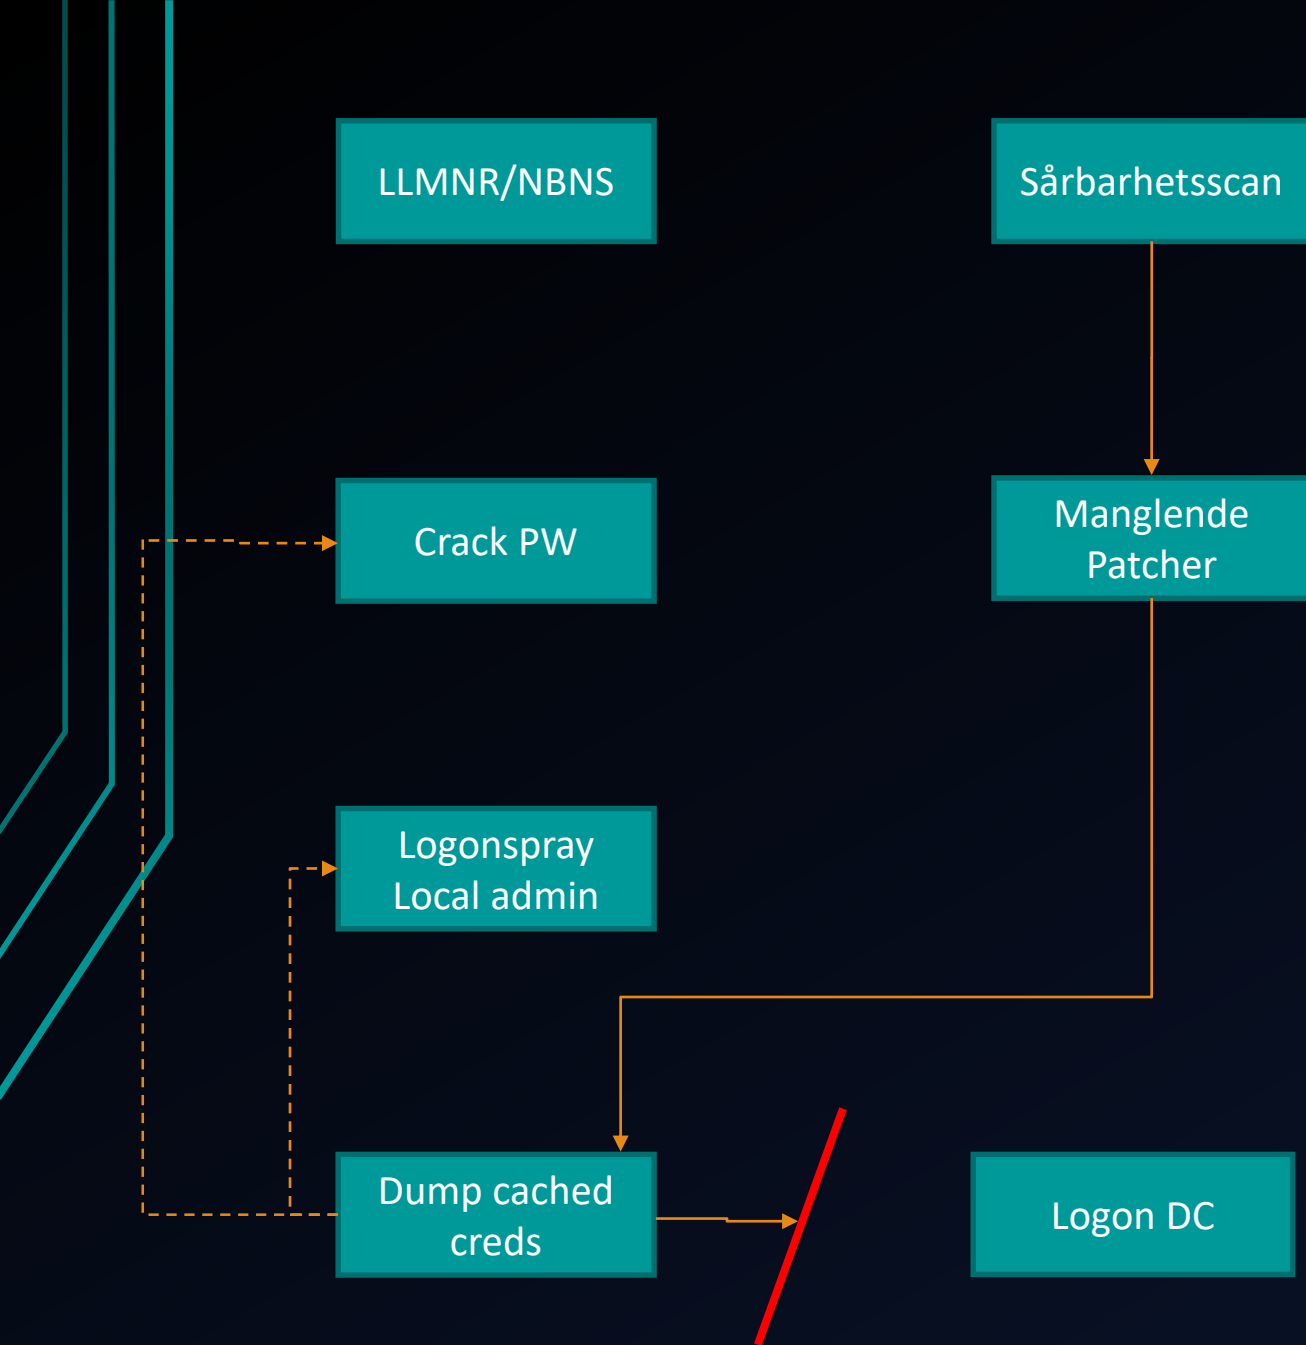 LLMNR/NBNS
Sårbarhetsscan
Crack PW
Manglende
Patcher
Logonspray
Local admin
Dump cached
creds
Logon DC